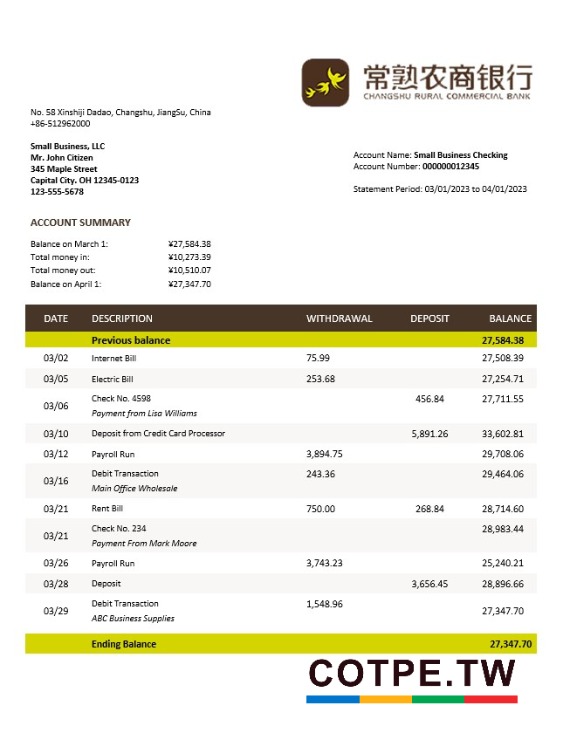 常熟农商银行
CHANGSHU RURAL COMMERCIAL BANK
No. 58 Xinshiji Dadao, Changshu, JiangSu, China
+86-512962000
Small Business, LLC
Mr. John Citizen
345 Maple Street
Capital City. OH 12345-0123
123-555-5678
Account Name: Small Business Checking
Account Number: 000000012345
Statement Period: 03/01/2023 to 04/01/2023
ACCOUNT SUMMARY
Balance on March 1: ¥27,584.38
Total money in: ¥10,273.39
Total money out: ¥10,510.07
Balance on April 1: ¥27,347.70
DATE DESCRIPTION WITHDRAWAL DEPOSIT BALANCE
Previous balance 27,584.38
03/02 Internet Bill 75.99 27,508.39
03/05 Electric Bill 253.68 27,254.71
03/06 Check No. 4598 456.84 27,711.55
Payment from Lisa Williams
03/10 Deposit from Credit Card Processor 5,891.26 33,602.81
03/12 Payroll Run 3,894.75 29,708.06
03/16 Debit Transaction 243.36 29,464.06
Main Office Wholesale
03/21 Rent Bill 750.00 268.84 28,714.60
03/21 Check No. 234 28,983.44
Payment From Mark Moore
03/26 Payroll Run 3,743.23 25,240.21
03/28 Deposit 3,656.45 28,896.66
03/29 Debit Transaction 1,548.96 27,347.70
ABC Business Supplies
Ending Balance 27,347.70
COTPE.TW